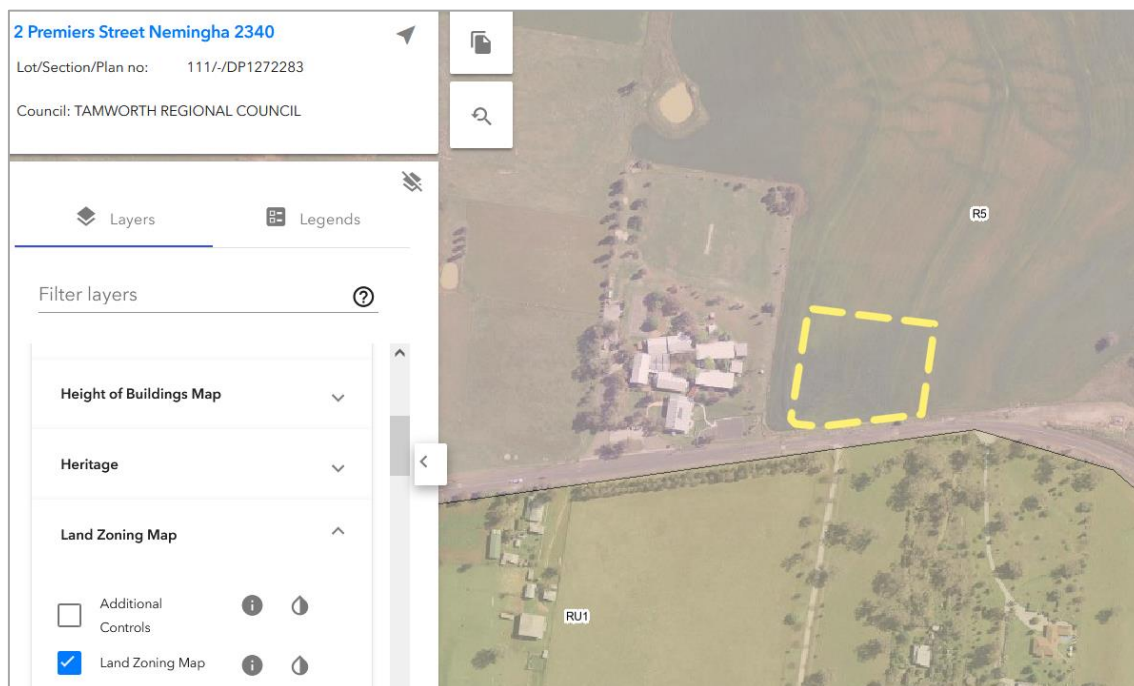 2 Premiers Street Nemingha 2340
Lot/Section/Plan no: 111/-/DP1272283
Council: TAMWORTH REGIONAL COUNCIL
Layers Legends
Filter layers
Height of Buildings Map
Heritage
Land Zoning Map
Additional
Controls
Land Zoning Map
R5
RU1